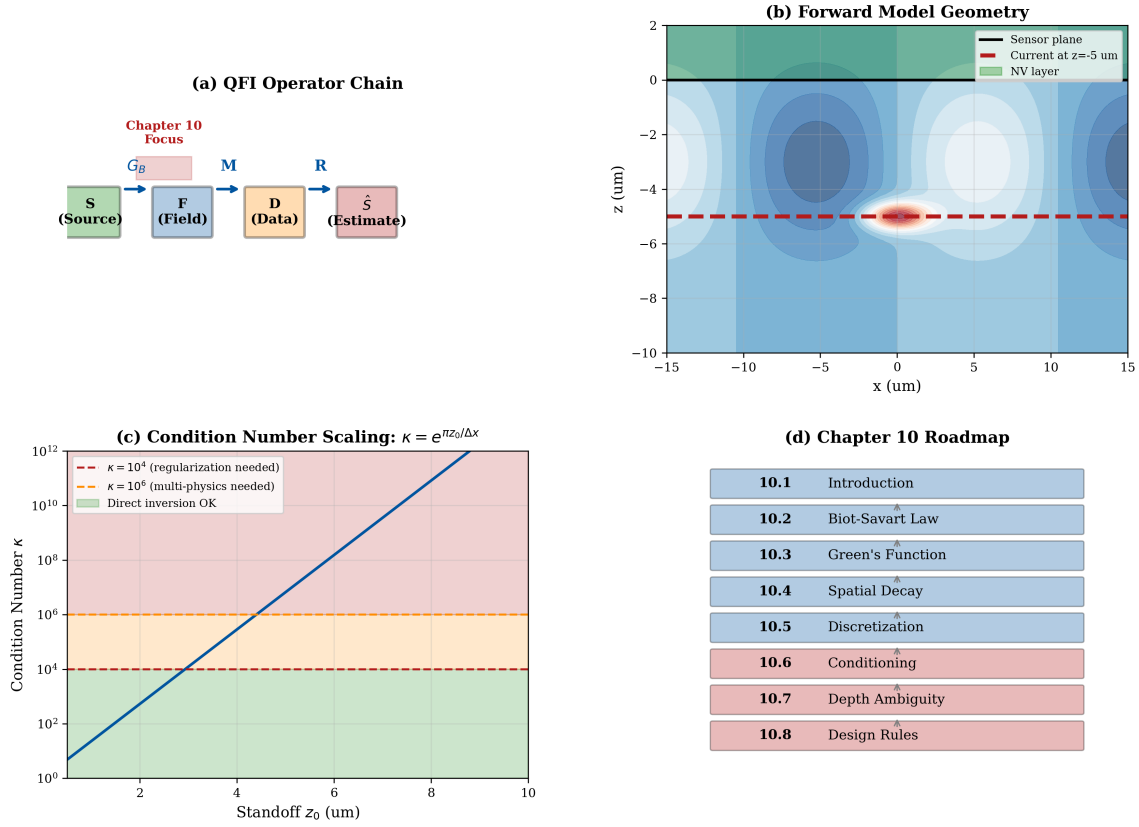 (a) QFI Operator Chain
Chapter 10
Focus
G_B
M
R
S
(Source)
F
(Field)
D
(Data)
ŝ
(Estimate)
(b) Forward Model Geometry
Sensor plane
Current at z=-5 um
NV layer
2
0
−2
−4
−6
−8
−10
z (um)
−15
−10
−5
0
5
10
15
x (um)
(c) Condition Number Scaling: κ = e^{πz₀/Δx}
κ = 10⁴ (regularization needed)
κ = 10⁶ (multi-physics needed)
Direct inversion OK
10¹²
10¹⁰
10⁸
10⁶
10⁴
10²
10⁰
Condition Number κ
2
4
6
8
10
Standoff z₀ (um)
(d) Chapter 10 Roadmap
10.1 Introduction
10.2 Biot-Savart Law
10.3 Green's Function
10.4 Spatial Decay
10.5 Discretization
10.6 Conditioning
10.7 Depth Ambiguity
10.8 Design Rules